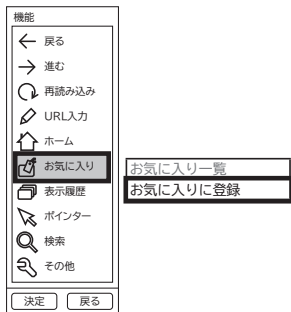 機能
戻る
進む
再読み込み
URL入力
ホーム
お気に入り
表示履歴
ポインター
検索
その他
決定
戻る
お気に入り一覧
お気に入りに登録